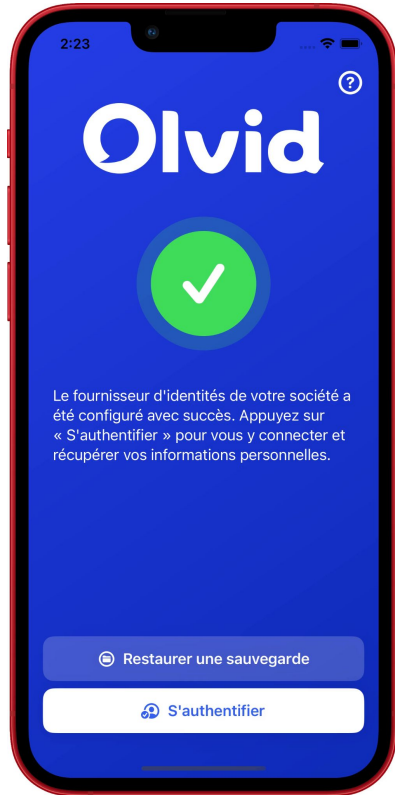 2:23
?
Olvid
Le fournisseur d'identités de votre société a
été configuré avec succès. Appuyez sur
« S'authentifier » pour vous y connecter et
récupérer vos informations personnelles.
Restaurer une sauvegarde
S'authentifier